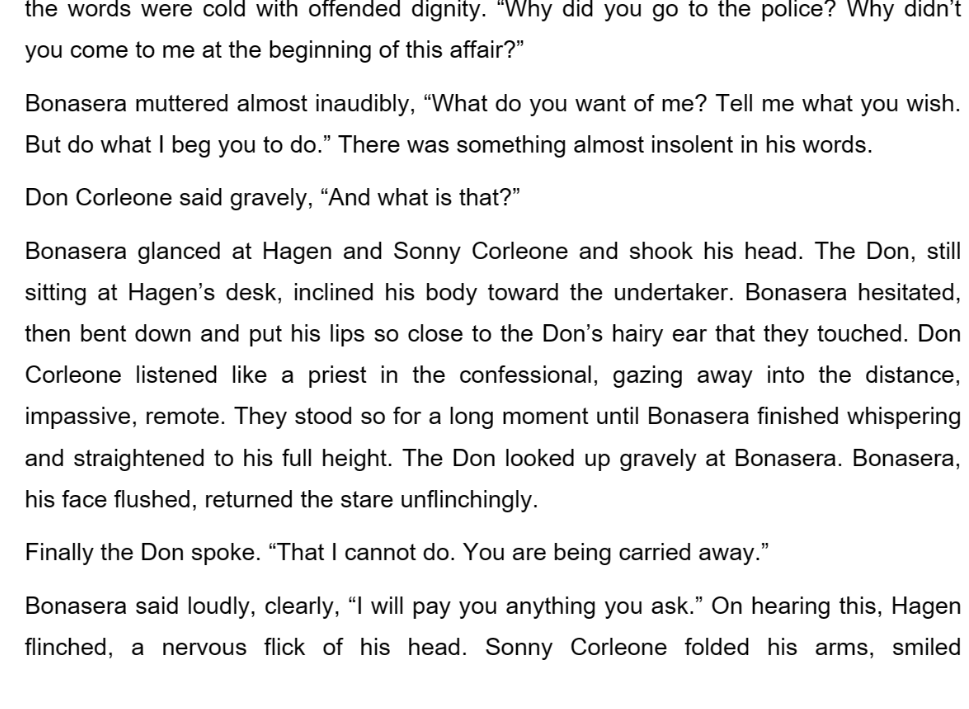 the words were cold with offended dignity. “Why did you go to the police? Why didn’t
you come to me at the beginning of this affair?”
Bonasera muttered almost inaudibly, “What do you want of me? Tell me what you wish.
But do what I beg you to do.” There was something almost insolent in his words.
Don Corleone said gravely, “And what is that?”
Bonasera glanced at Hagen and Sonny Corleone and shook his head. The Don, still
sitting at Hagen’s desk, inclined his body toward the undertaker. Bonasera hesitated,
then bent down and put his lips so close to the Don’s hairy ear that they touched. Don
Corleone listened like a priest in the confessional, gazing away into the distance,
impassive, remote. They stood so for a long moment until Bonasera finished whispering
and straightened to his full height. The Don looked up gravely at Bonasera. Bonasera,
his face flushed, returned the stare unflinchingly.
Finally the Don spoke. “That I cannot do. You are being carried away.”
Bonasera said loudly, clearly, “I will pay you anything you ask.” On hearing this, Hagen
flinched, a nervous flick of his head. Sonny Corleone folded his arms, smiled